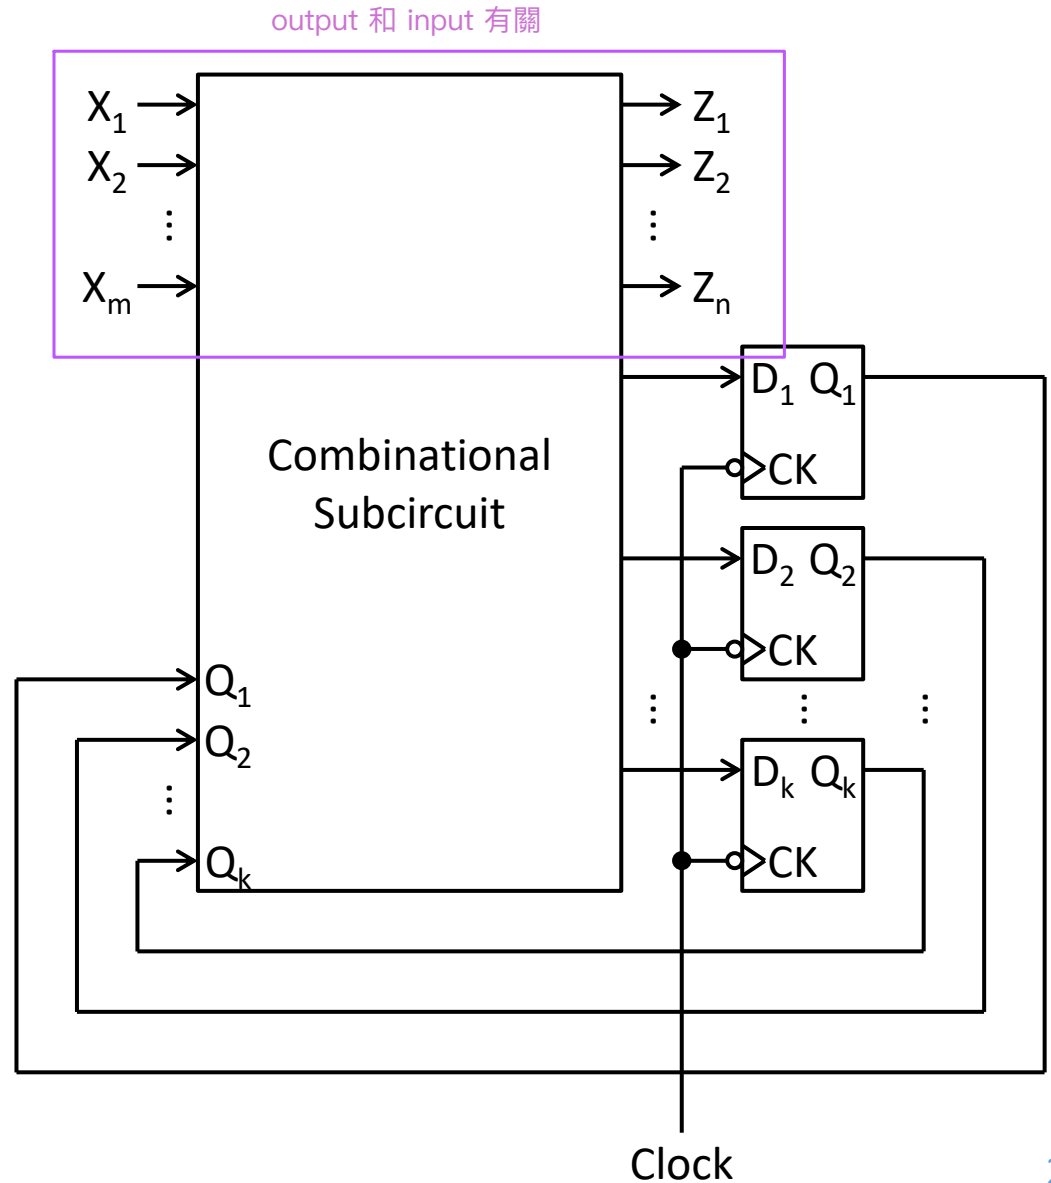 output 和 input 有關
X₁ Z₁
X₂ Z₂
⋮ ⋮
Xₘ Zₙ
D₁ Q₁
Combinational
CK
Subcircuit
D₂ Q₂
CK
Q₁
⋮ ⋮ ⋮
Q₂
Dₖ Qₖ
⋮
Qₖ
CK
Clock